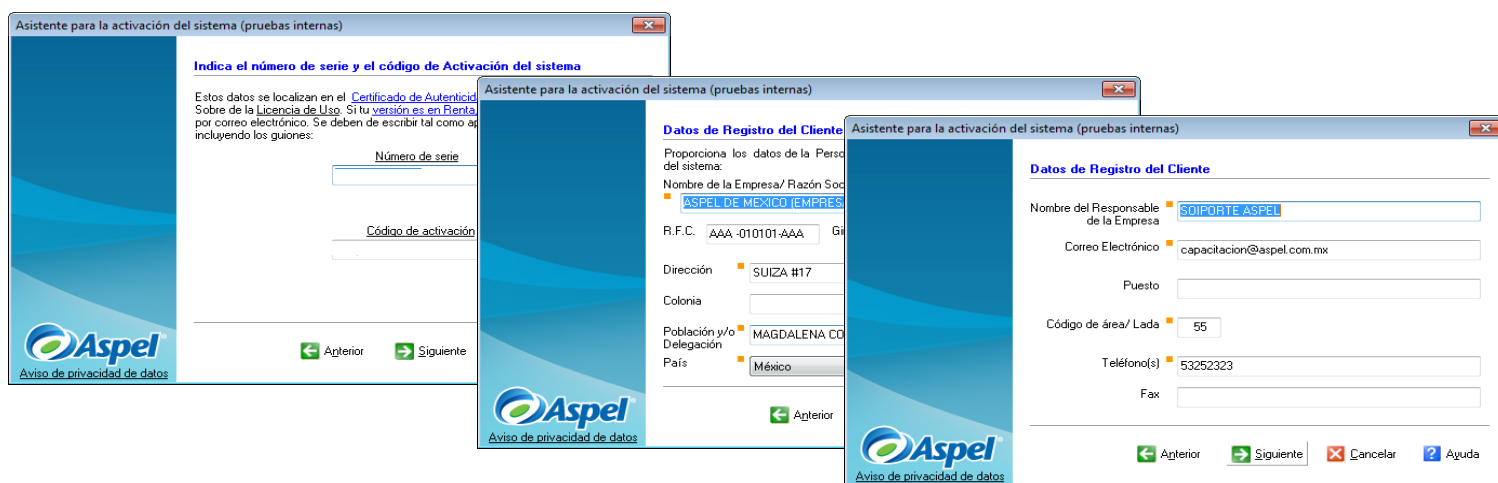 Asistente para la activación del sistema (pruebas internas)
Indica el número de serie y el código de Activación del sistema
Estos datos se localizan en el Certificado de
Sobre de la Licencia de Uso. Si tu versión es en Renta,
por correo electrónico. Se deben de escribir tal como
incluyendo los guiones:
Número de serie
Código de activación
Anterior
Siguiente
Aspel
Aviso de privacidad de datos
Asistente para la activación del sistema (pruebas internas)
Datos de Registro del Cliente
Proporciona los datos de la
del sistema:
Nombre de la Empresa/ Razón
ASPEL DE MEXICO
R.F.C. AAA -010101-AAA
Dirección SUIZA #17
Colonia
Población y/o
Delegación
MAGDALENA
País México
Anterior
Aspel
Aviso de privacidad de datos
Asistente para la activación del sistema (pruebas internas)
Datos de Registro del Cliente
Nombre del Responsable
de la Empresa
SOIPORTE ASPEL
Correo Electrónico capacitacion@aspel.com.mx
Puesto
Código de área/ Lada 55
Teléfono(s) 53252323
Fax
Anterior
Siguiente
Cancelar
Ayuda
Aspel
Aviso de privacidad de datos